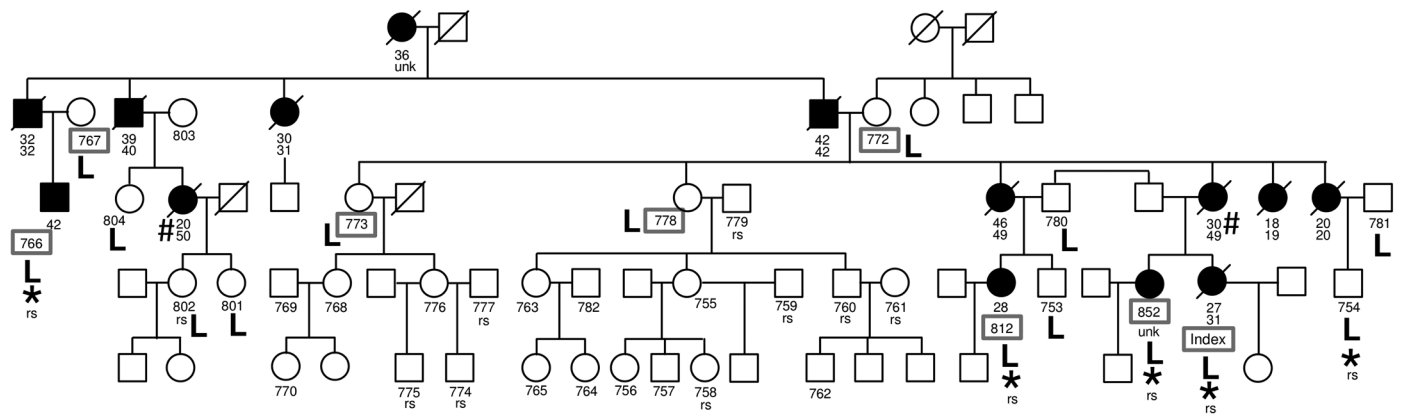 36
unk
32
32
767
L
39
40
803
30
31
42
42
772
L
42
766
L
*
rs
804
L
#
20
50
L
773
L
778
779
rs
46
49
780
L
30
49
#
18
19
20
20
781
L
802
rs
L
801
L
769
768
776
777
rs
763
782
755
759
rs
760
rs
761
rs
28
812
L
*
rs
753
L
852
unk
L
*
rs
27
31
Index
L
*
rs
754
L
*
rs
770
775
rs
774
rs
765
764
756
757
758
rs
762